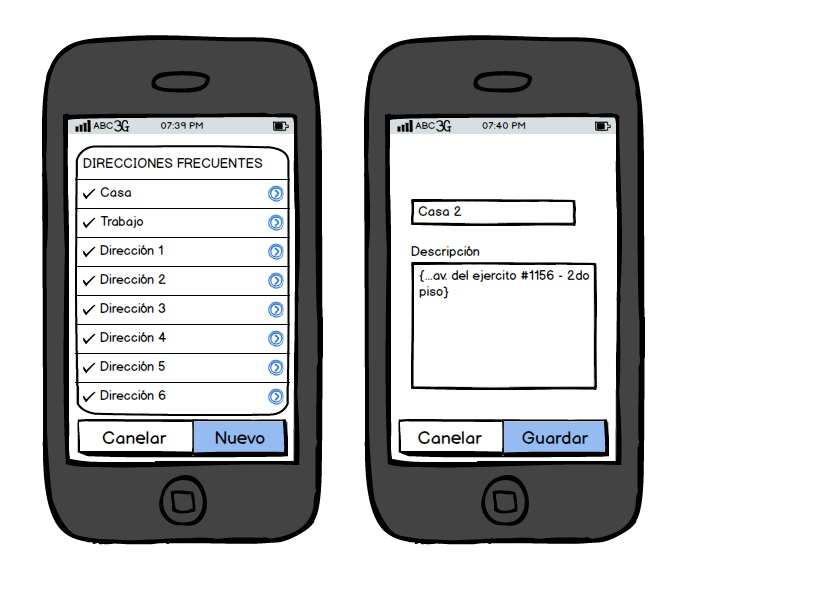 ABC 3G 07:39 PM
DIRECCIONES FRECUENTES
Casa
Trabajo
Dirección 1
Dirección 2
Dirección 3
Dirección 4
Dirección 5
Dirección 6
Canelar Nuevo
ABC 3G 07:40 PM
Casa 2
Descripción
{...av. del ejercito #1156 - 2do
piso}
Canelar Guardar